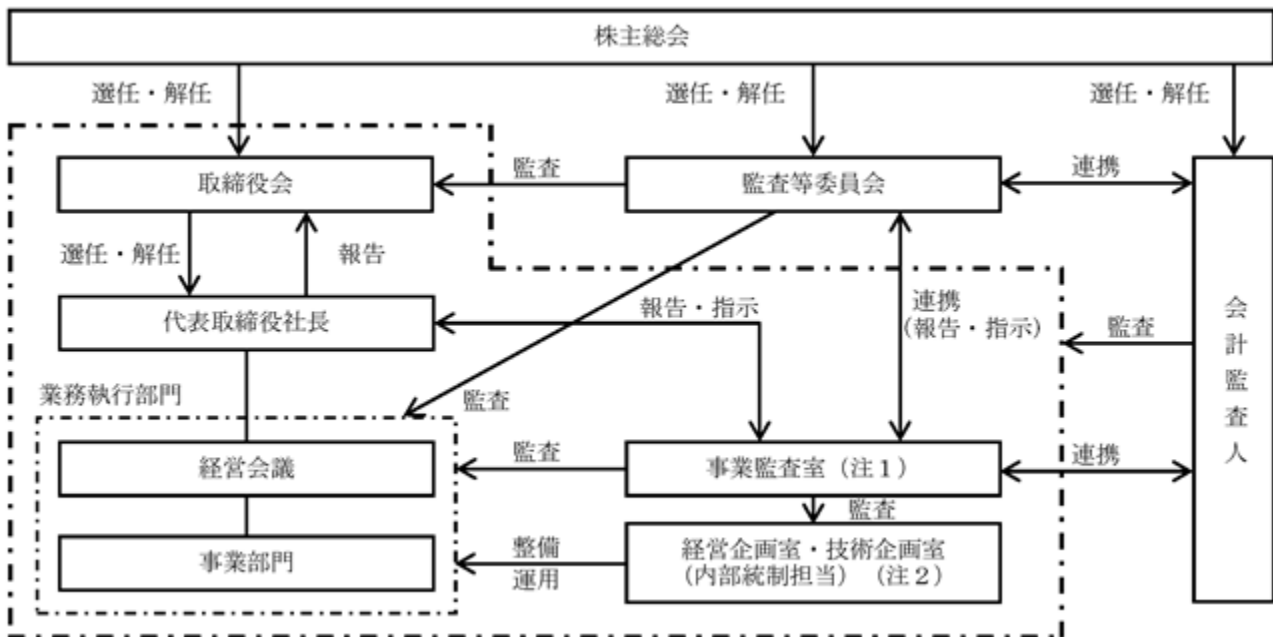 株主総会
選任・解任
選任・解任
選任・解任
取締役会
監査
監査等委員会
連携
選任・解任
報告
代表取締役社長
報告・指示
連携
(報告・指示)
監査
会計監査人
業務執行部門
監査
経営会議
監査
事業監査室(注1)
連携
監査
事業部門
整備
運用
経営企画室・技術企画室
(内部統制担当)(注2)